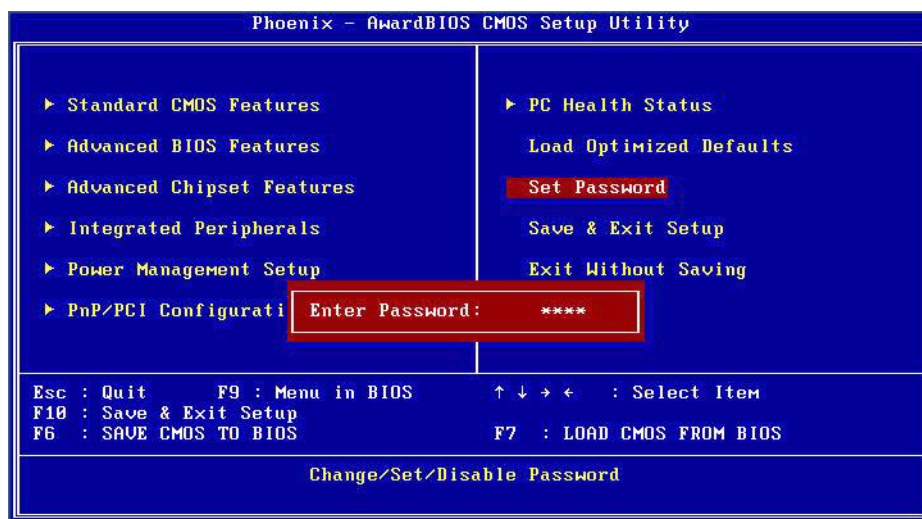 Phoenix - AwardBIOS CMOS Setup Utility
▶ Standard CMOS Features
▶ Advanced BIOS Features
▶ Advanced Chipset Features
▶ Integrated Peripherals
▶ Power Management Setup
▶ PnP/PCI Configurati
▶ PC Health Status
Load Optimized Defaults
Set Password
Save & Exit Setup
Exit Without Saving
Enter Password: ****
Esc : Quit F9 : Menu in BIOS ↑ ↓ → ← : Select Item
F10 : Save & Exit Setup
F6 : SAVE CMOS TO BIOS F7 : LOAD CMOS FROM BIOS
Change/Set/Disable Password